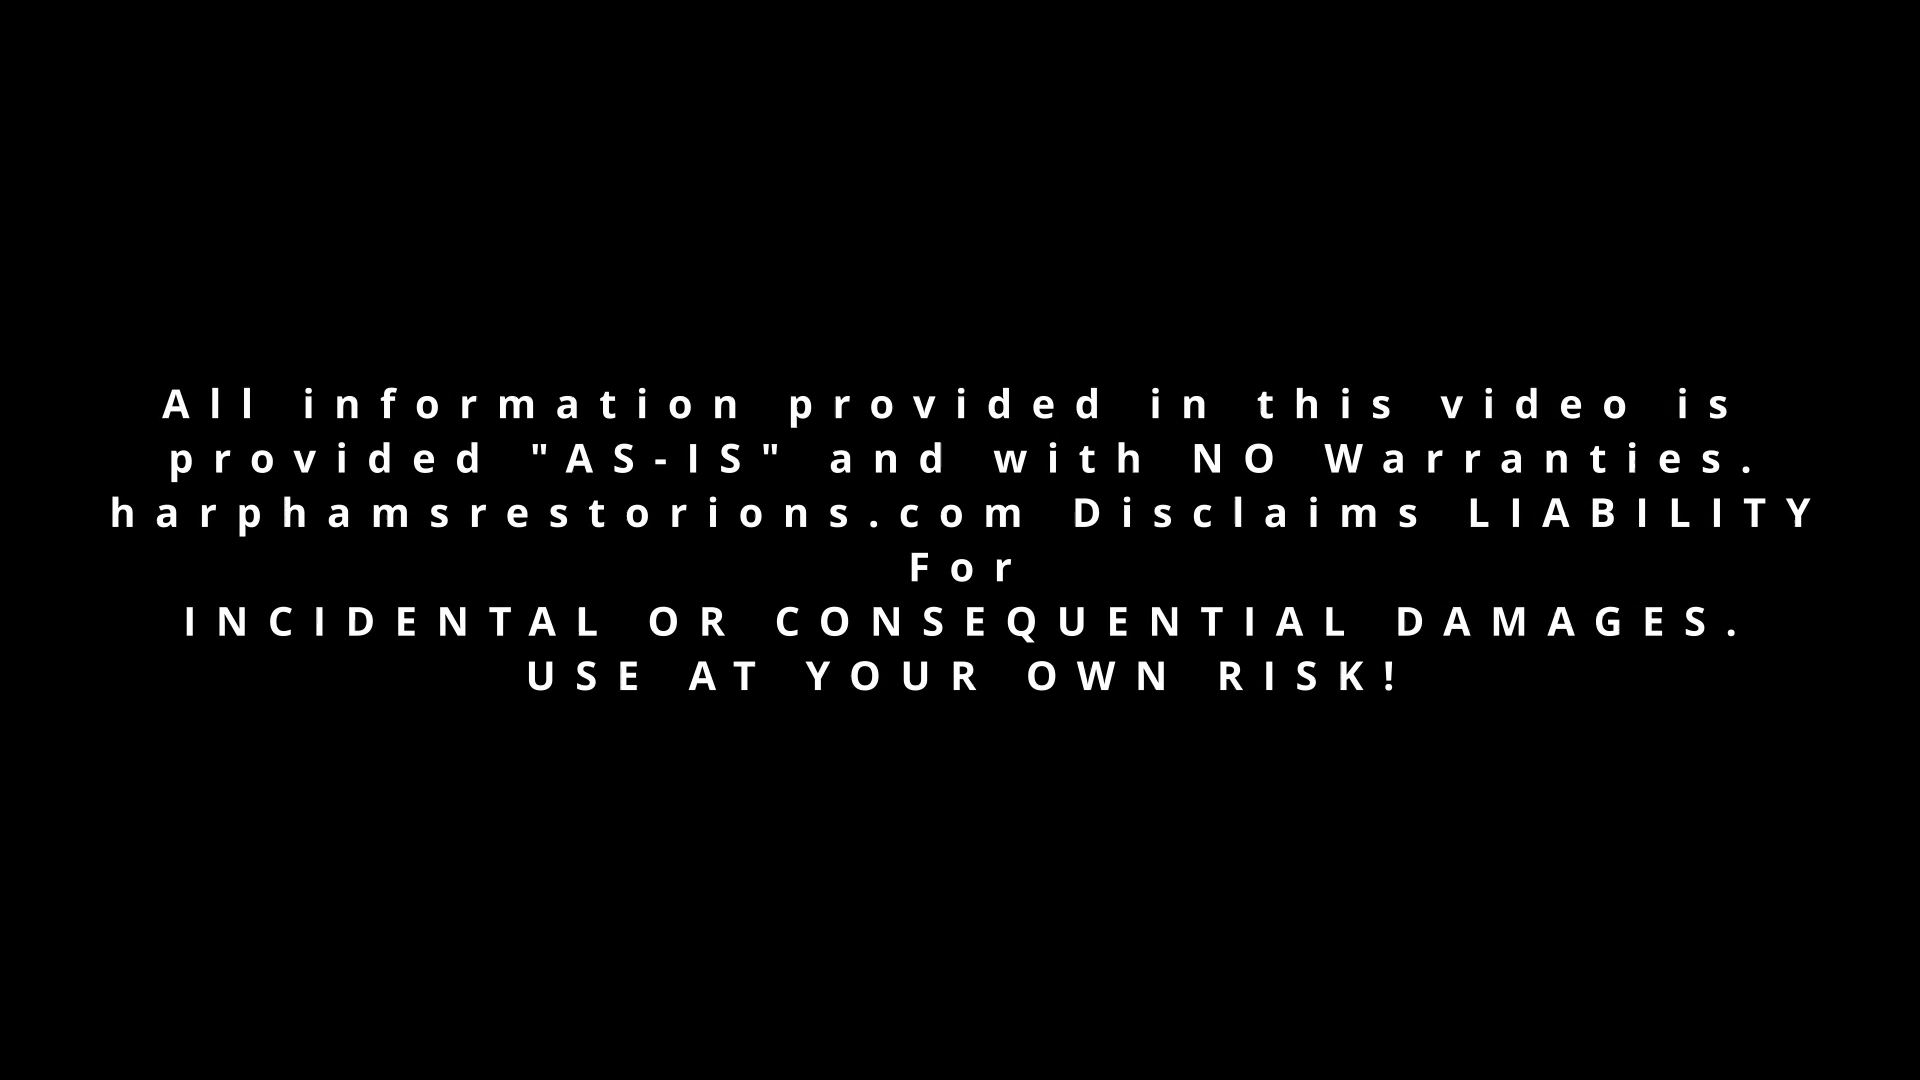 All information provided in this video is
provided "AS-IS" and with NO Warranties.
harphamsrestorions.com Disclaims LIABILITY
For
INCIDENTAL OR CONSEQUENTIAL DAMAGES.
USE AT YOUR OWN RISK!